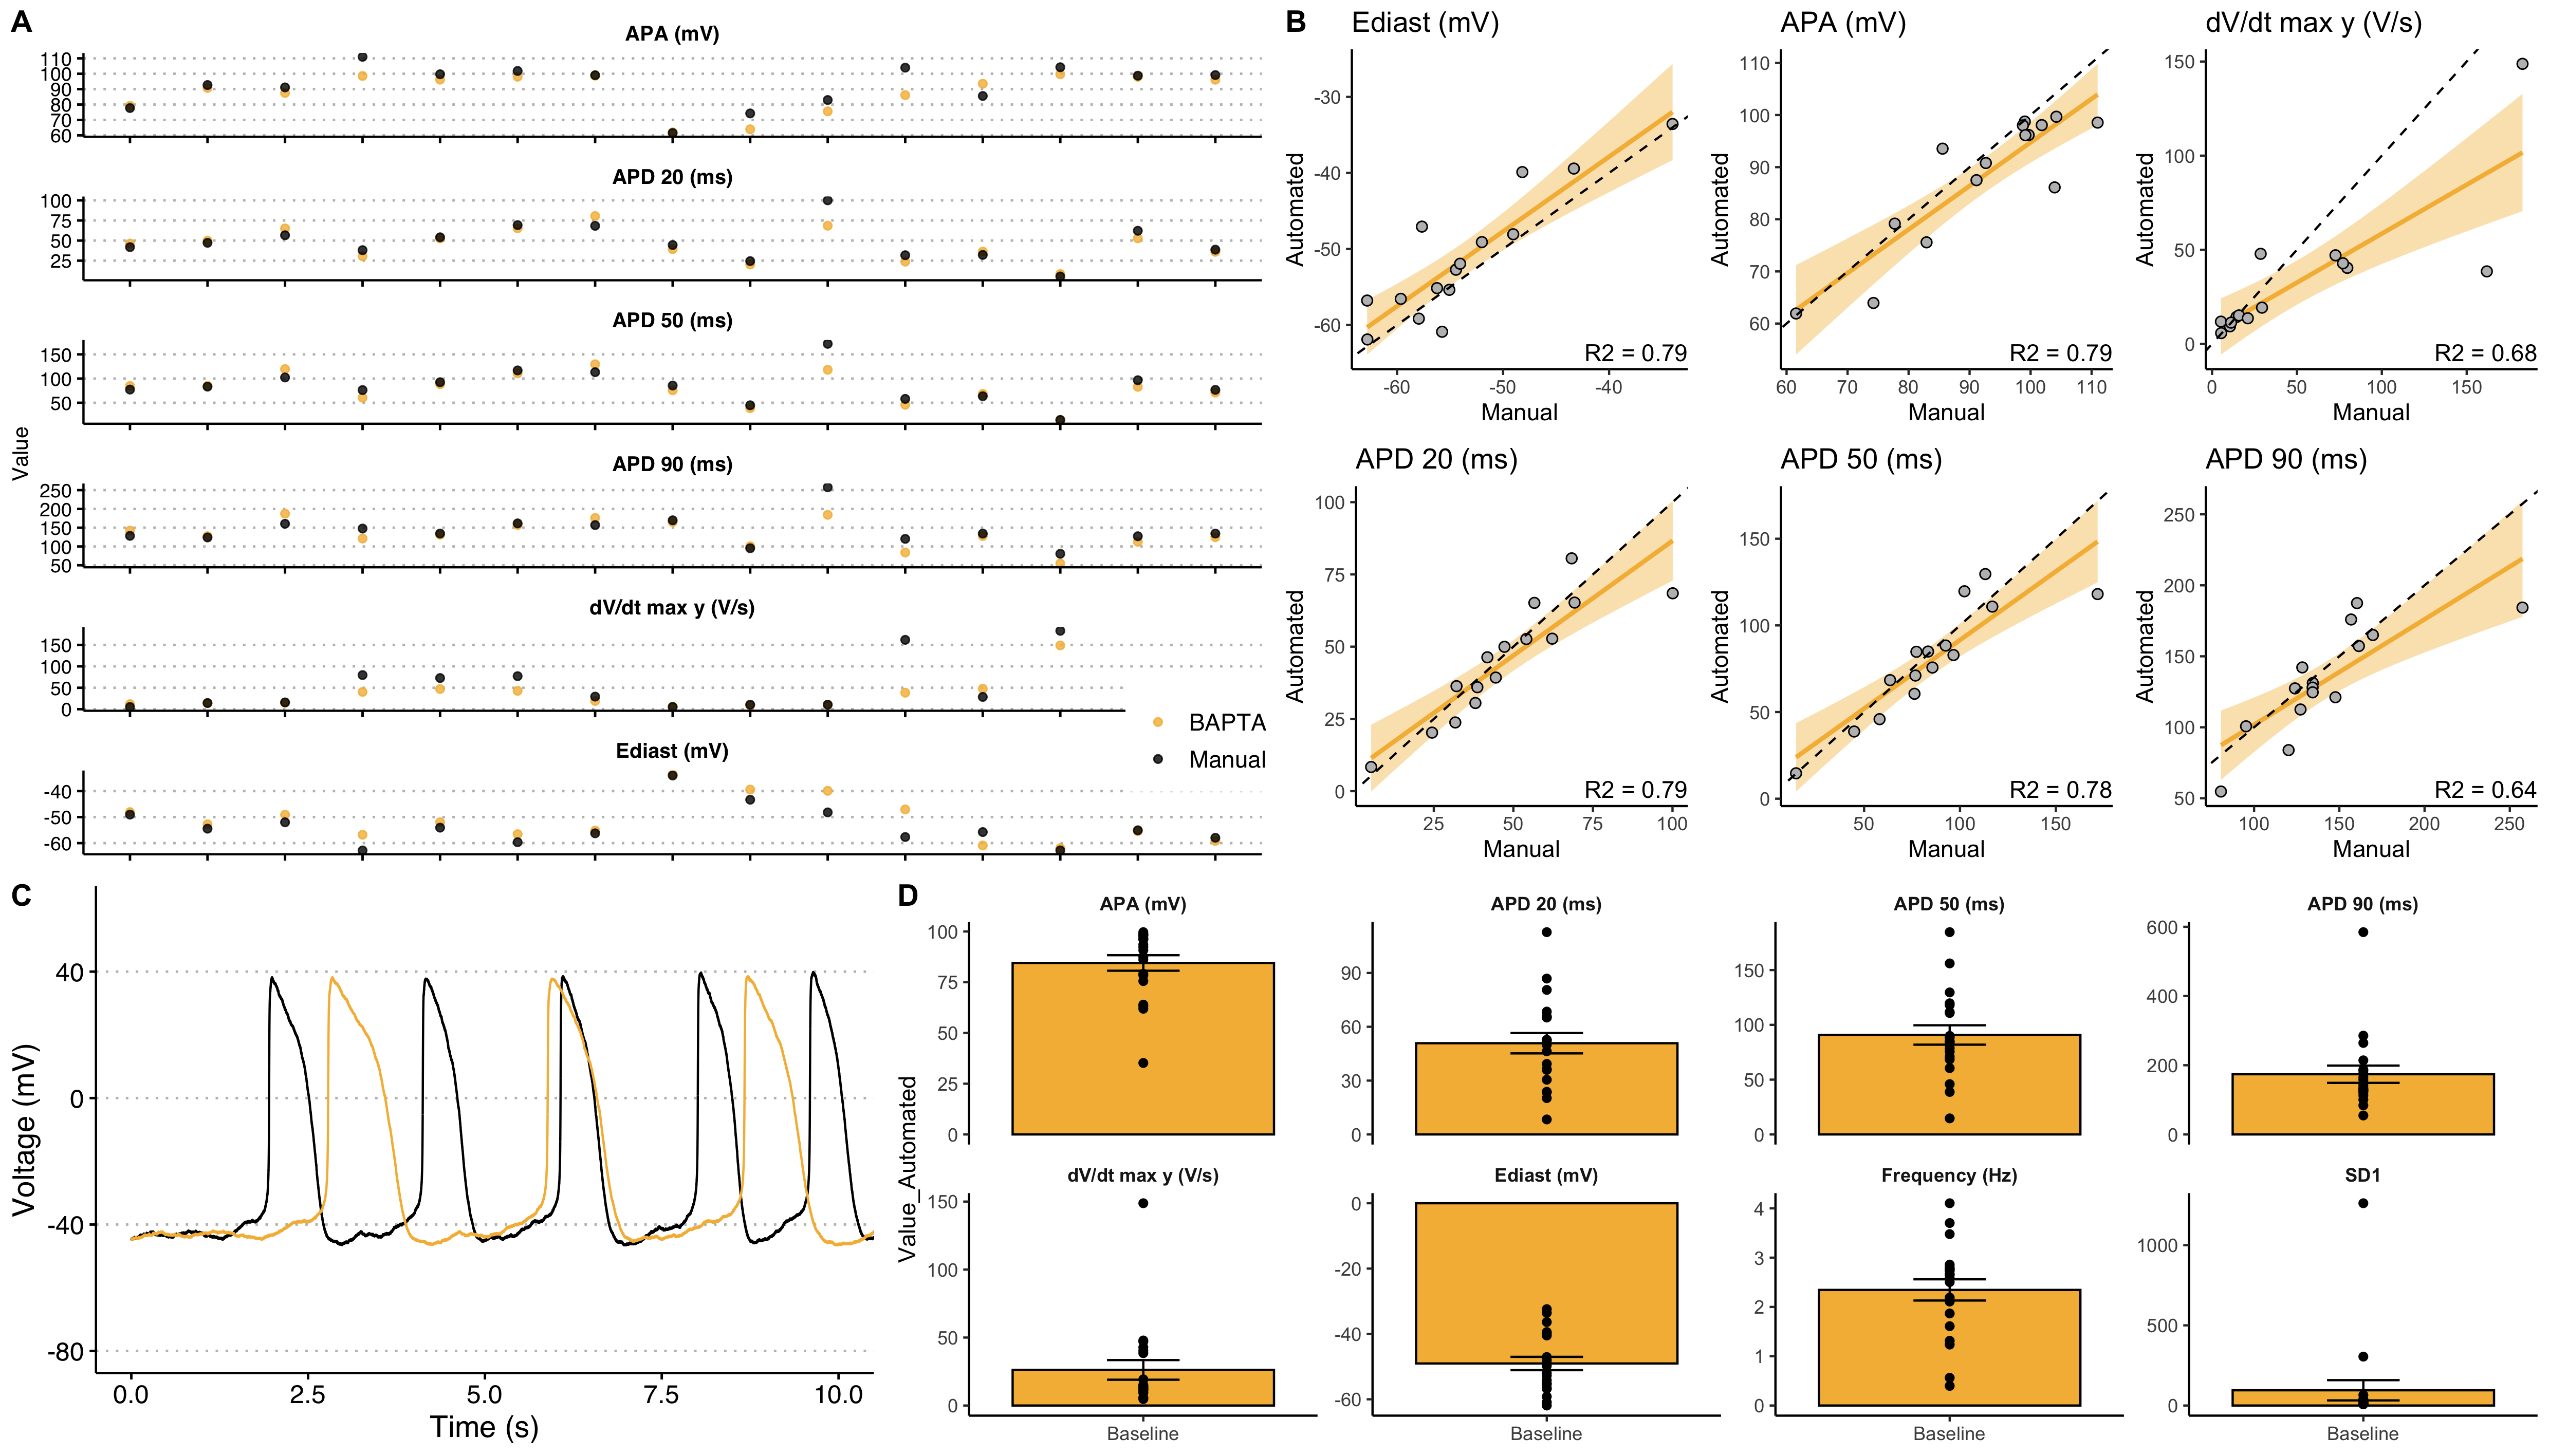 A
APA (mV)
110
100
90
80
70
60
APD 20 (ms)
100
75
50
25
APD 50 (ms)
150
100
50
Value
APD 90 (ms)
250
200
150
100
50
dV/dt max y (V/s)
150
100
50
0
BAPTA
Manual
Ediast (mV)
-40
-50
-60
B
Ediast (mV)
-30
-40
-50
-60
Automated
R2 = 0.79
-60 -50 -40
Manual
APA (mV)
110
100
90
80
70
60
Automated
R2 = 0.79
60 70 80 90 100 110
Manual
dV/dt max y (V/s)
150
100
50
0
Automated
R2 = 0.68
0 50 100 150
Manual
APD 20 (ms)
100
75
50
25
0
Automated
R2 = 0.79
25 50 75 100
Manual
APD 50 (ms)
150
100
50
0
Automated
R2 = 0.78
50 100 150
Manual
APD 90 (ms)
250
200
150
100
50
Automated
R2 = 0.64
100 150 200 250
Manual
C
40
0
-40
-80
Voltage (mV)
0.0 2.5 5.0 7.5 10.0
Time (s)
D
Value_Automated
APA (mV)
100
75
50
25
0
APD 20 (ms)
90
60
30
0
APD 50 (ms)
150
100
50
0
APD 90 (ms)
600
400
200
0
dV/dt max y (V/s)
150
100
50
0
Baseline
Ediast (mV)
0
-20
-40
-60
Baseline
Frequency (Hz)
4
3
2
1
0
Baseline
SD1
1000
500
0
Baseline